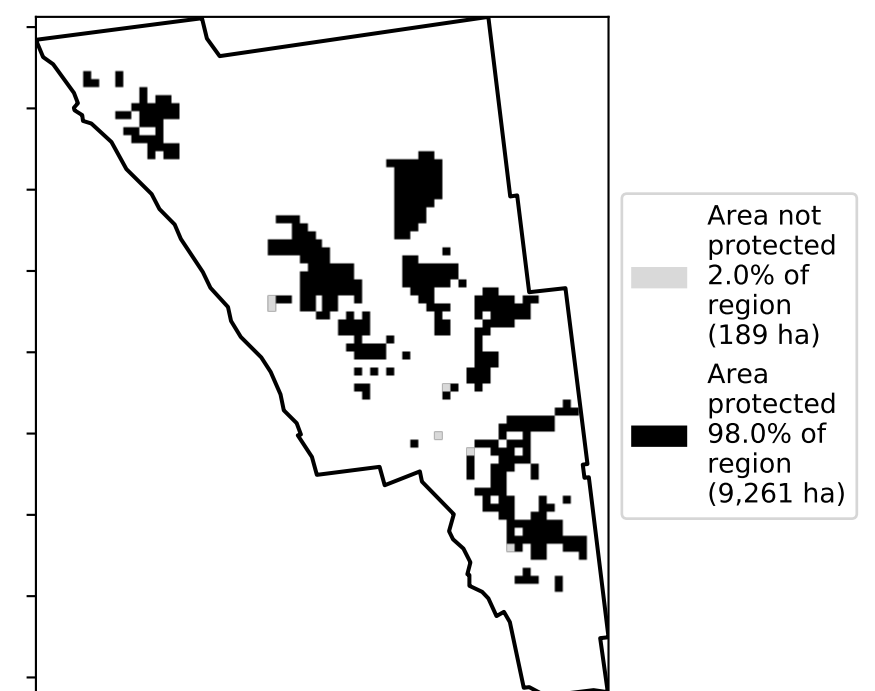 Area not
protected
2.0% of
region
(189 ha)
Area
protected
98.0% of
region
(9,261 ha)